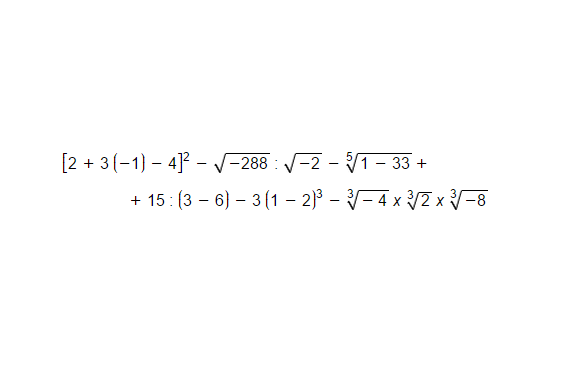 [2 + 3(−1) − 4]² − √−288 : √−2 − ⁵√1 − 33 +
+ 15 : (3 − 6) − 3(1 − 2)³ − ³√− 4 x ³√2 x ³√−8